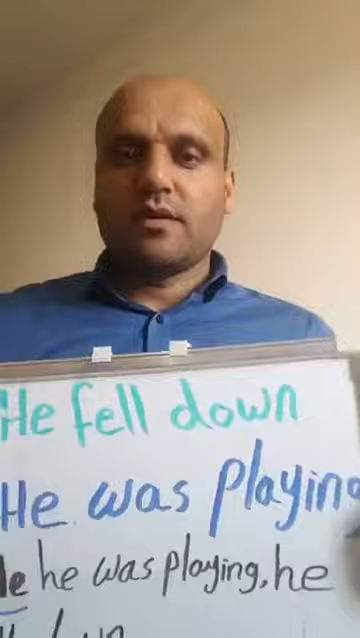 He fell down
He was playing
he was playing, he